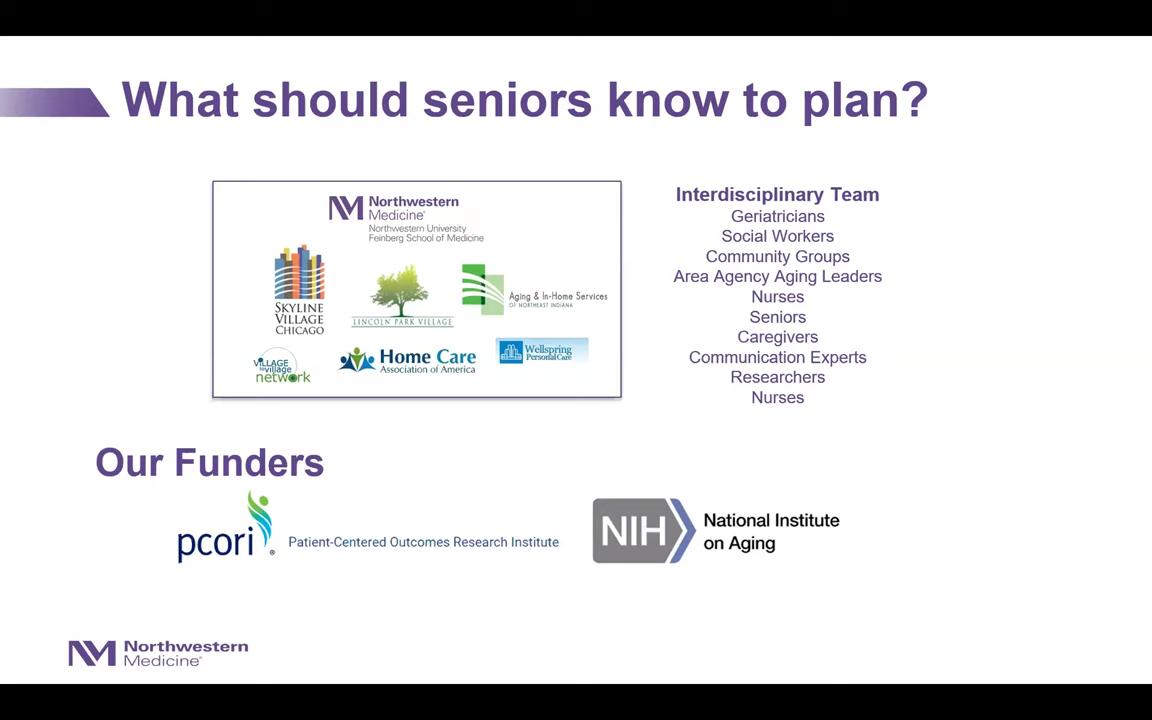 What should seniors know to plan?
Northwestern
Medicine®
Northwestern University
Feinberg School of Medicine
SKYLINE
VILLAGE
CHICAGO
LINCOLN PARK VILLAGE
Aging & In-Home Services
OF NORTHEAST INDIANA
VILLAGE
to village
network
Home Care
Association of America
Wellspring
Personal Care
Interdisciplinary Team
Geriatricians
Social Workers
Community Groups
Area Agency Aging Leaders
Nurses
Seniors
Caregivers
Communication Experts
Researchers
Nurses
Our Funders
pcori®
Patient-Centered Outcomes Research Institute
NIH
National Institute
on Aging
Northwestern
Medicine®